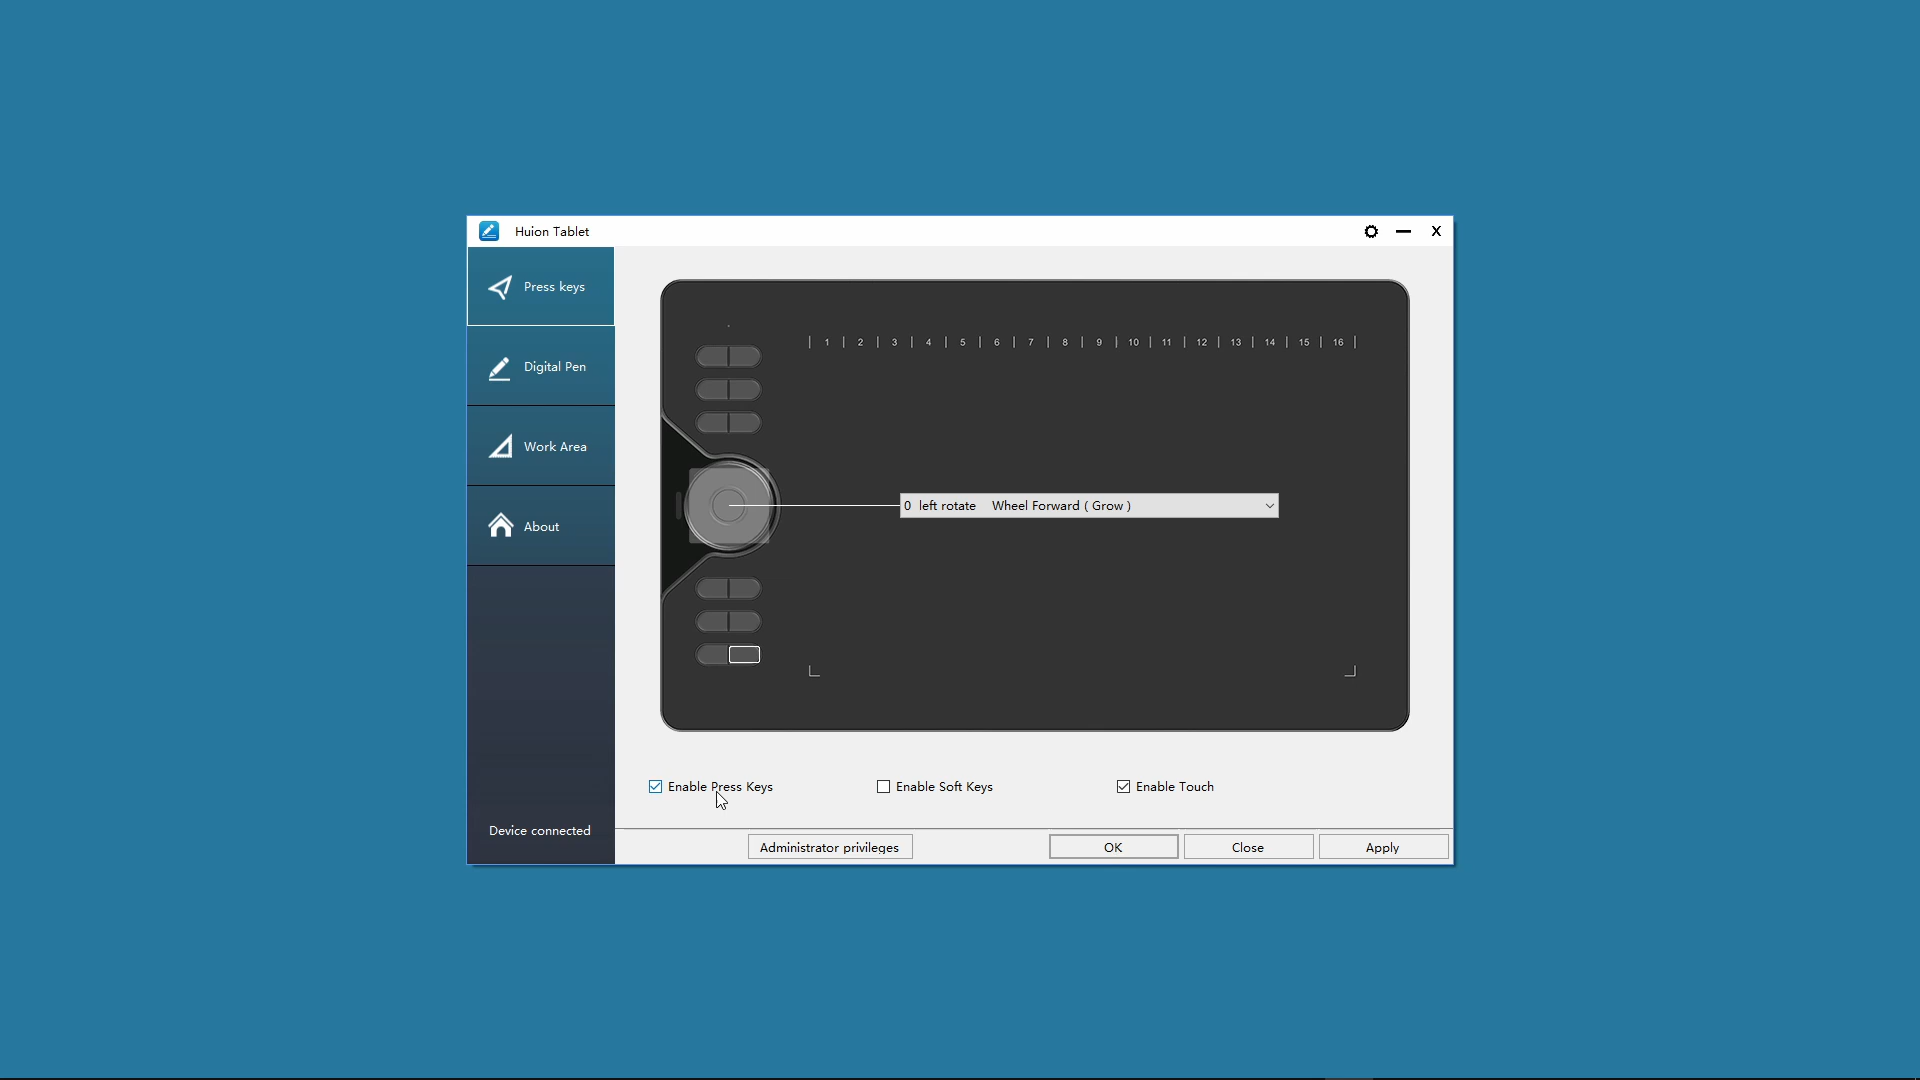 Huion Tablet
X
Press keys
Digital Pen
Work Area
About
1 2 3 4 5 6 7 8 9 10 11 12 13 14 15 16
0 left rotate Wheel Forward ( Grow )
Enable Press Keys
Enable Soft Keys
Enable Touch
Device connected
Administrator privileges
OK
Close
Apply